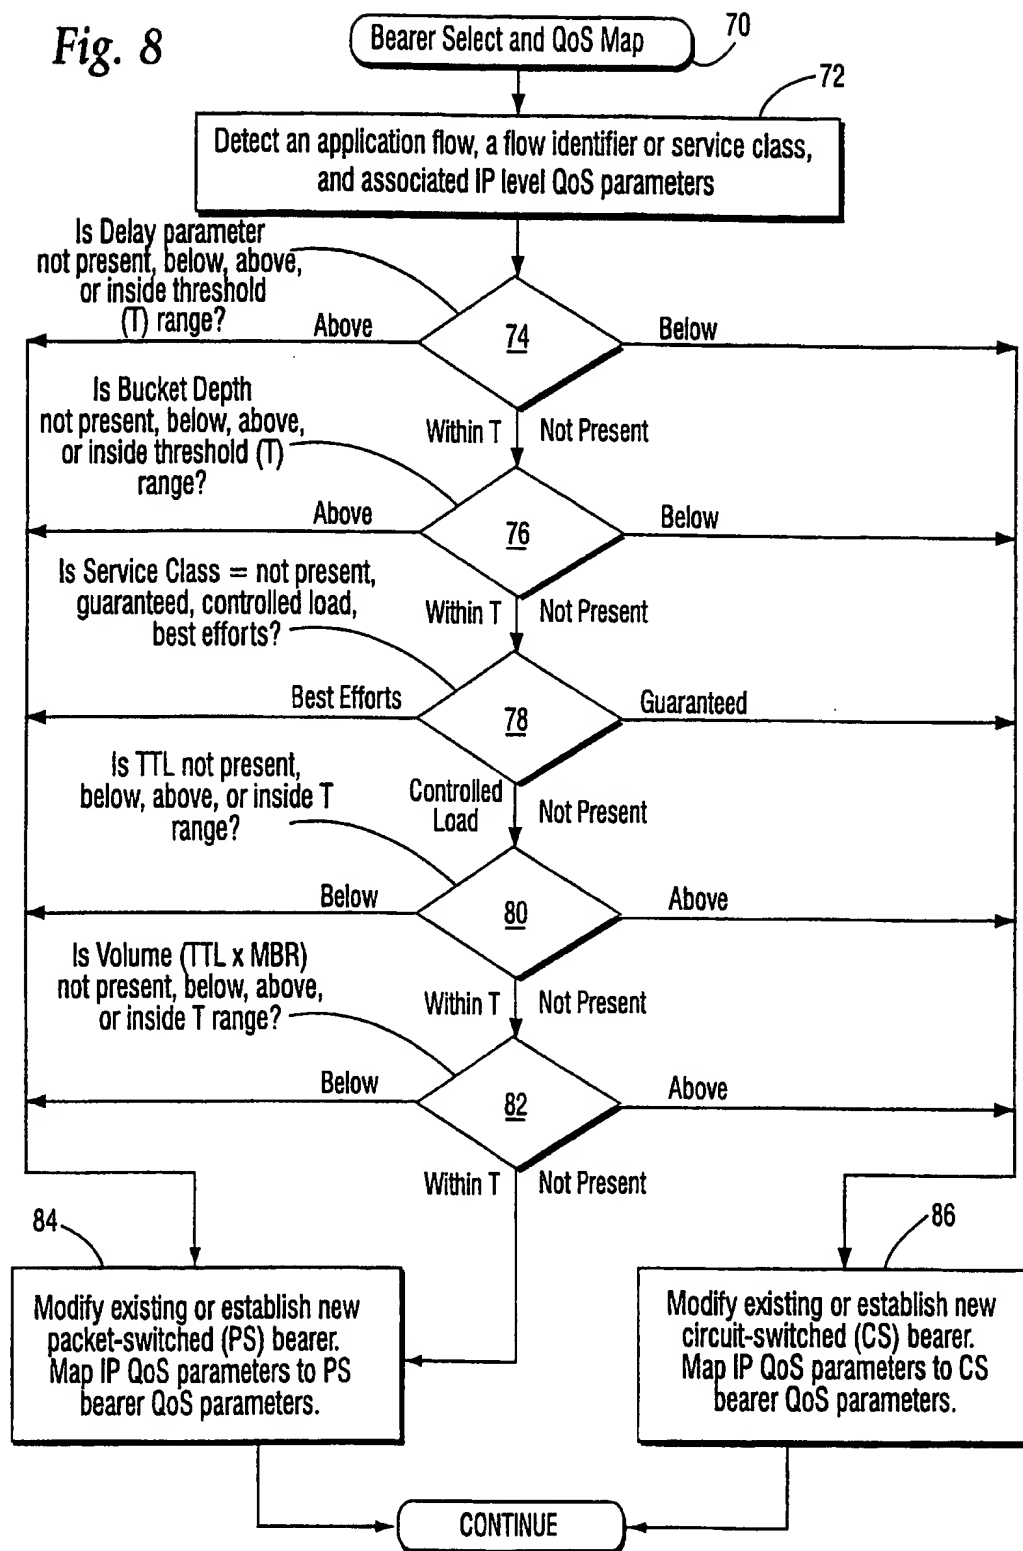 Fig. 8
Bearer Select and QoS Map
70
72
Detect an application flow, a flow identifier or service class,
and associated IP level QoS parameters
Is Delay parameter
not present, below, above,
or inside threshold
(T) range?
Above
74
Below
Within T
Not Present
Is Bucket Depth
not present, below, above,
or inside threshold (T)
range?
Above
76
Below
Within T
Not Present
Is Service Class = not present,
guaranteed, controlled load,
best efforts?
Best Efforts
78
Guaranteed
Controlled
Load
Not Present
Is TTL not present,
below, above, or inside T
range?
Below
80
Above
Within T
Not Present
Is Volume (TTL x MBR)
not present, below, above,
or inside T range?
Below
82
Above
Within T
Not Present
84
Modify existing or establish new
packet-switched (PS) bearer.
Map IP QoS parameters to PS
bearer QoS parameters.
86
Modify existing or establish new
circuit-switched (CS) bearer.
Map IP QoS parameters to CS
bearer QoS parameters.
CONTINUE